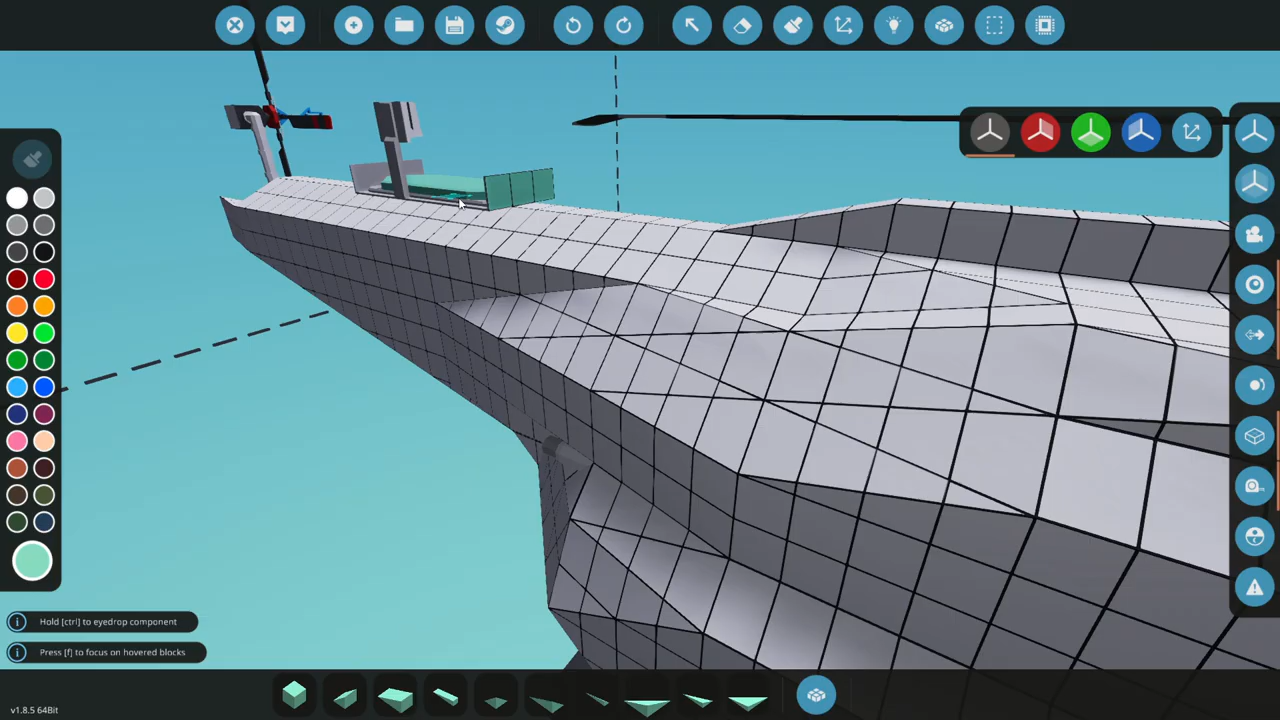 Hold [ctrl] to eyedrop component
Press [f] to focus on hovered blocks
v1.8.5 64Bit